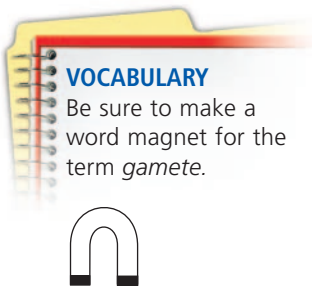 VOCABULARY
Be sure to make a
word magnet for the
term gamete.